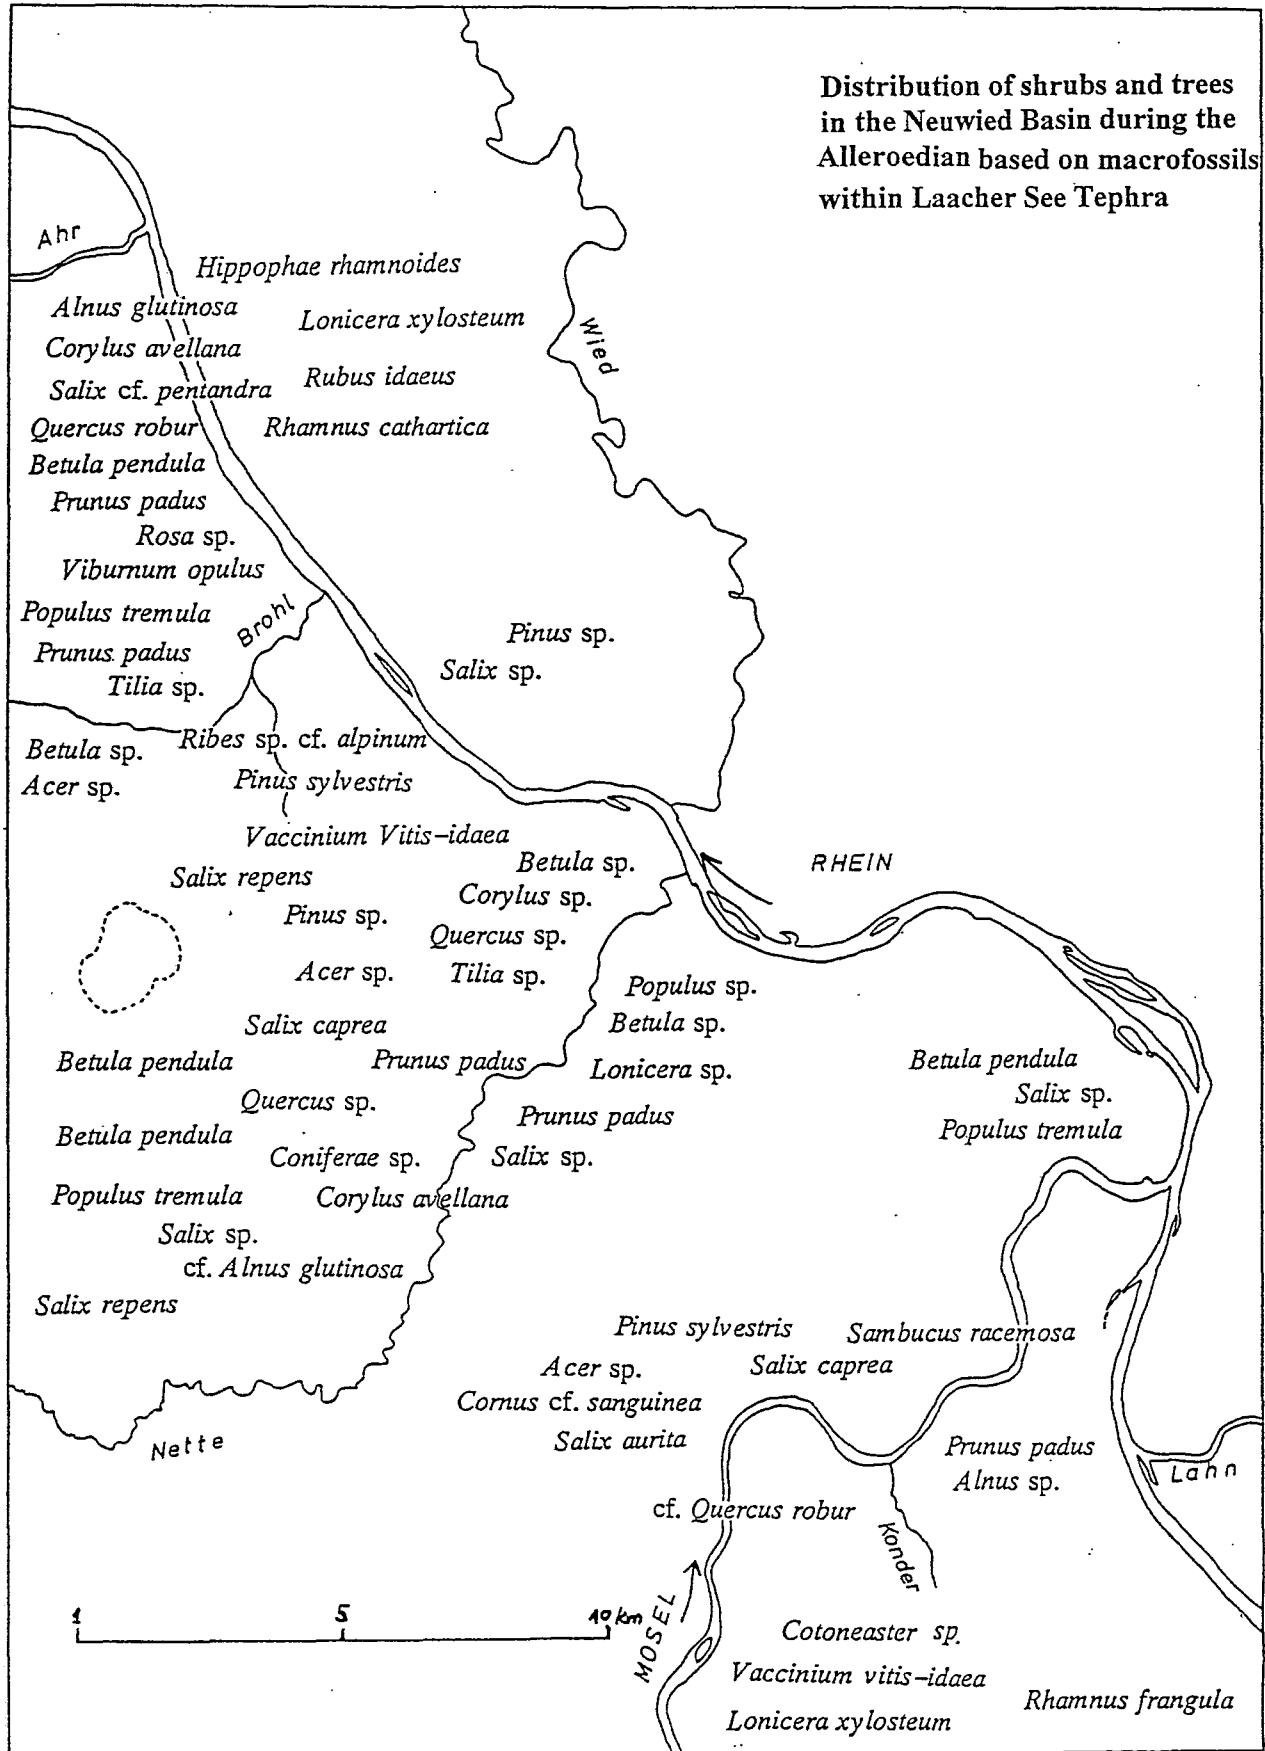 Distribution of shrubs and trees
in the Neuwied Basin during the
Alleroedian based on macrofossils
within Laacher See Tephra
Ahr
Hippophae rhamnoides
Alnus glutinosa
Lonicera xylosteum
Wied
Corylus avellana
Rubus idaeus
Salix cf. pentandra
Quercus robur
Rhamnus cathartica
Betula pendula
Prunus padus
Rosa sp.
Viburnum opulus
Populus tremula
Brohl
Pinus sp.
Prunus padus
Salix sp.
Tilia sp.
Betula sp.
Ribes sp. cf. alpinum
Acer sp.
Pinus sylvestris
Vaccinium Vitis-idaea
Betula sp.
RHEIN
Salix repens
Corylus sp.
Pinus sp.
Quercus sp.
Acer sp.
Tilia sp.
Populus sp.
Salix caprea
Betula sp.
Betula pendula
Prunus padus
Lonicera sp.
Betula pendula
Salix sp.
Populus tremula
Quercus sp.
Prunus padus
Betula pendula
Coniferae sp.
Salix sp.
Populus tremula
Corylus avellana
Salix sp.
cf. Alnus glutinosa
Salix repens
Pinus sylvestris
Sambucus racemosa
Acer sp.
Salix caprea
Cornus cf. sanguinea
Salix aurita
Nette
Prunus padus
Alnus sp.
Lahn
cf. Quercus robur
Konder
1 5 10 km
MOSEL
Cotoneaster sp.
Vaccinium vitis-idaea
Rhamnus frangula
Lonicera xylosteum